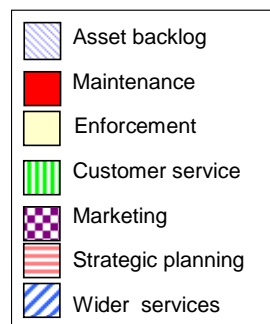 Asset backlog
Maintenance
Enforcement
Customer service
Marketing
Strategic planning
Wider services